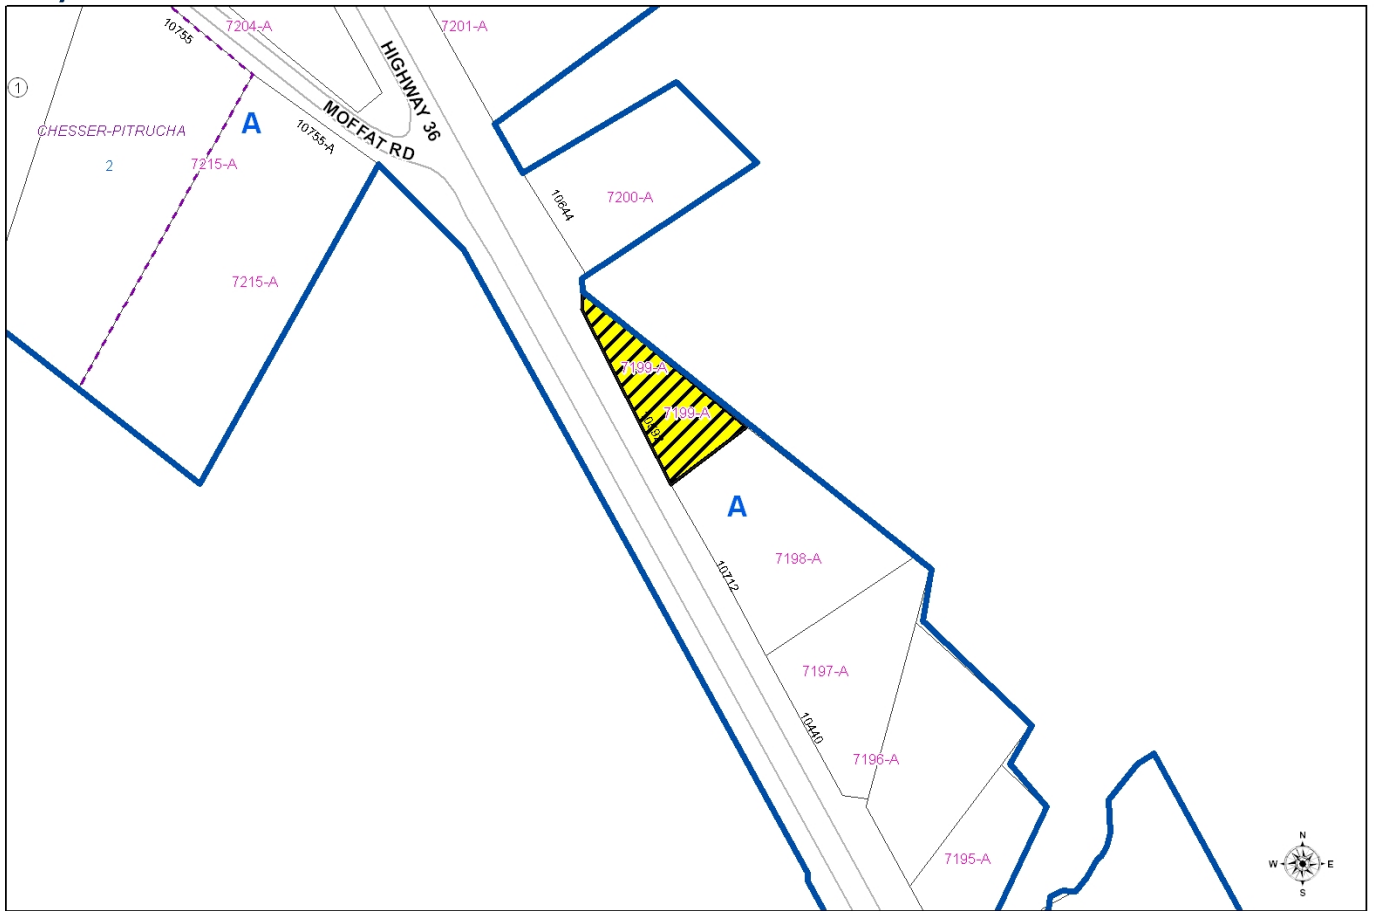 7204-A
7201-A
10755
HIGHWAY 36
1
MOFFAT RD
CHESSER-PITRUCHA
A
10755-A
2
7215-A
7200-A
10644
7215-A
7199-A
7199-A
A
7198-A
10712
7197-A
10440
7196-A
7195-A
N
W
E
S